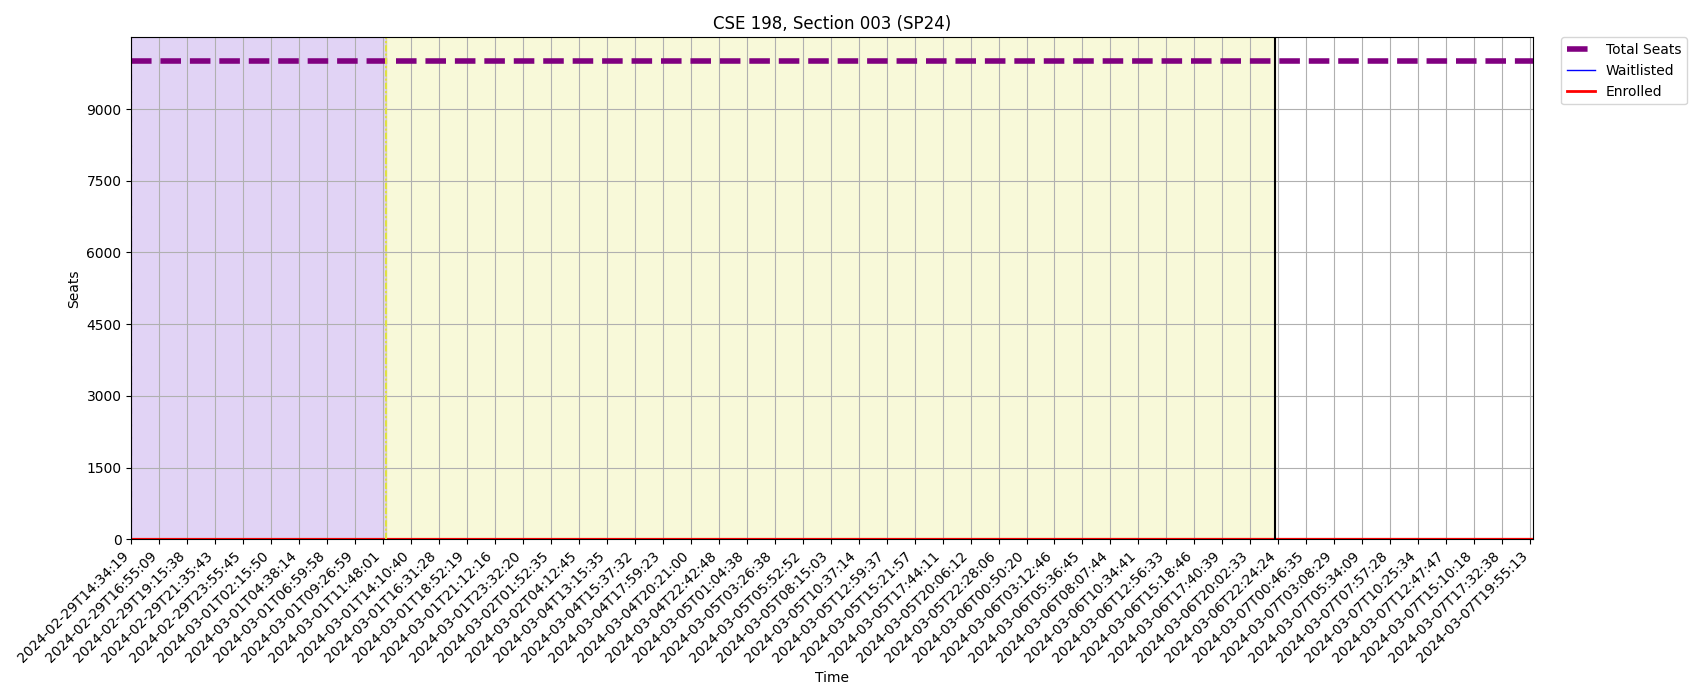 CSE 198, Section 003 (SP24)
Total Seats
Waitlisted
Enrolled
9000
7500
6000
4500
3000
1500
0
Seats
2024-02-29T14:34:19
2024-02-29T16:55:09
2024-02-29T19:15:38
2024-02-29T21:35:43
2024-02-29T23:55:45
2024-03-01T02:15:50
2024-03-01T04:38:14
2024-03-01T06:59:58
2024-03-01T09:26:59
2024-03-01T11:48:01
2024-03-01T14:10:40
2024-03-01T16:31:28
2024-03-01T18:52:19
2024-03-01T21:12:16
2024-03-01T23:32:20
2024-03-02T01:52:35
2024-03-02T04:12:45
2024-03-04T13:15:35
2024-03-04T15:37:32
2024-03-04T17:59:23
2024-03-04T20:21:00
2024-03-04T22:42:48
2024-03-05T01:04:38
2024-03-05T03:26:38
2024-03-05T05:52:52
2024-03-05T08:15:03
2024-03-05T10:37:14
2024-03-05T12:59:37
2024-03-05T15:21:57
2024-03-05T17:44:11
2024-03-05T20:06:12
2024-03-05T22:28:06
2024-03-06T00:50:20
2024-03-06T03:12:46
2024-03-06T05:36:45
2024-03-06T08:07:44
2024-03-06T10:34:41
2024-03-06T12:56:33
2024-03-06T15:18:46
2024-03-06T17:40:39
2024-03-06T20:02:33
2024-03-06T22:24:24
2024-03-07T00:46:35
2024-03-07T03:08:29
2024-03-07T05:34:09
2024-03-07T07:57:28
2024-03-07T10:25:34
2024-03-07T12:47:47
2024-03-07T15:10:18
2024-03-07T17:32:38
2024-03-07T19:55:13
Time